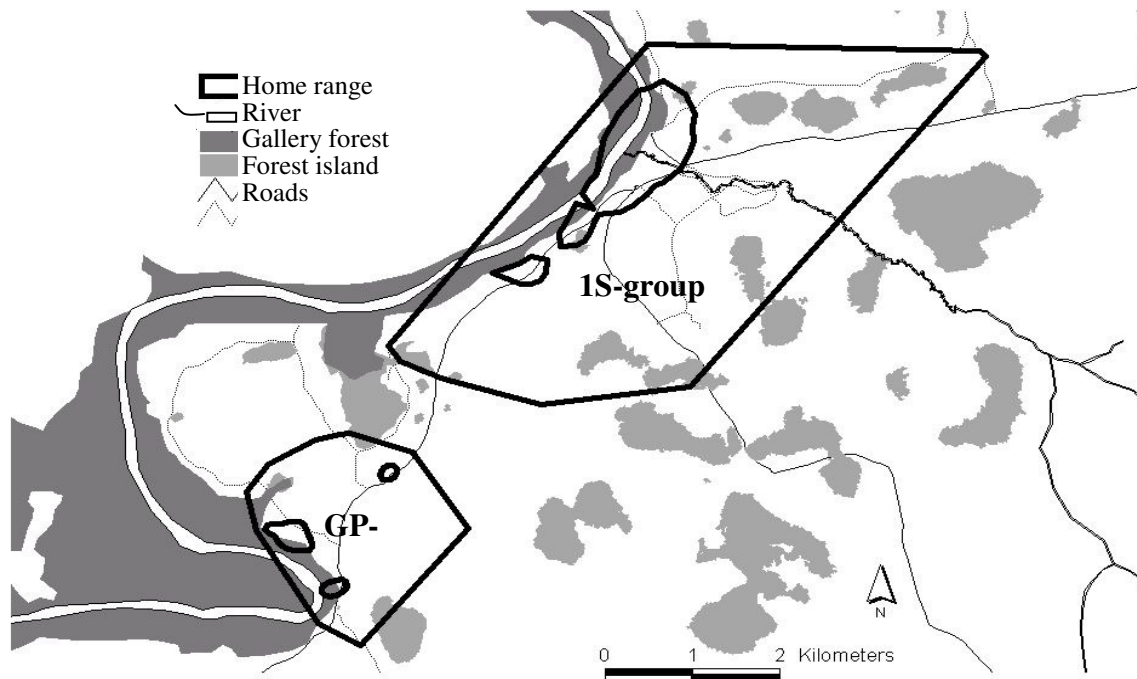 Home range
River
Gallery forest
Forest island
Roads
1S-group
GP-
N
0 1 2 Kilometers